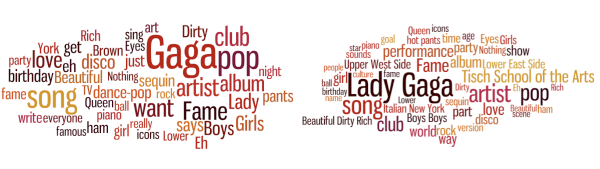 art
sing
Dirty
Rich
Eyes
club
York get Brown
Gaga
party love eh disco just
pop
birthday Beautiful Nothing sequin
night
TV dance-pop rock artist album
fame song
Queen ball want Fame Lady pants
write everyone piano
famous ham girl really says Boys Girls
icons Lower Eh
Queen icons
goal hot pants time age Eyes Girls
star piano performance party Nothing show
sounds
Upper West Side Fame album Lower East Side
people
ball girl culture fame Tisch School of the Arts
Lady Gaga Dirty Eh Rich
birthday artist pop
name Lower sequin
song Italian New York part love Beautiful ham
scene
Beautiful Dirty Rich club Boys Boys disco
world rock version
way